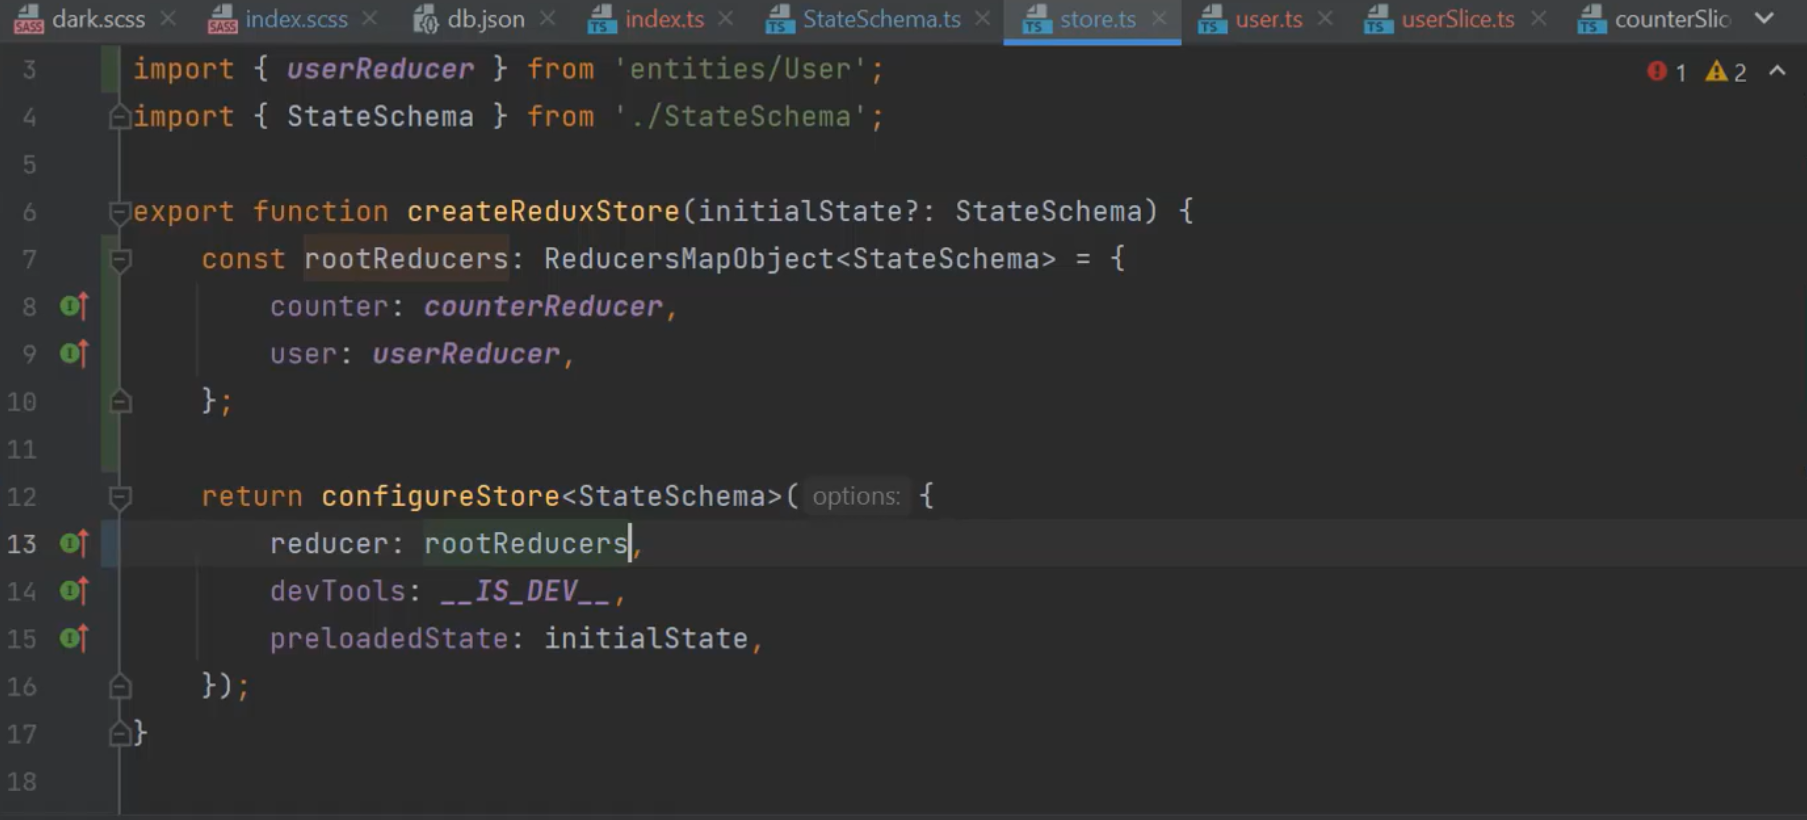 dark.scss index.scss db.json index.ts StateSchema.ts store.ts user.ts userSlice.ts counterSlic
3 import { userReducer } from 'entities/User';
1 2
4 import { StateSchema } from './StateSchema';
5
6 export function createReduxStore(initialState?: StateSchema) {
7 const rootReducers: ReducersMapObject<StateSchema> = {
8 counter: counterReducer,
9 user: userReducer,
10 };
11
12 return configureStore<StateSchema>( options: {
13 reducer: rootReducers,
14 devTools: __IS_DEV__,
15 preloadedState: initialState,
16 });
17 }
18